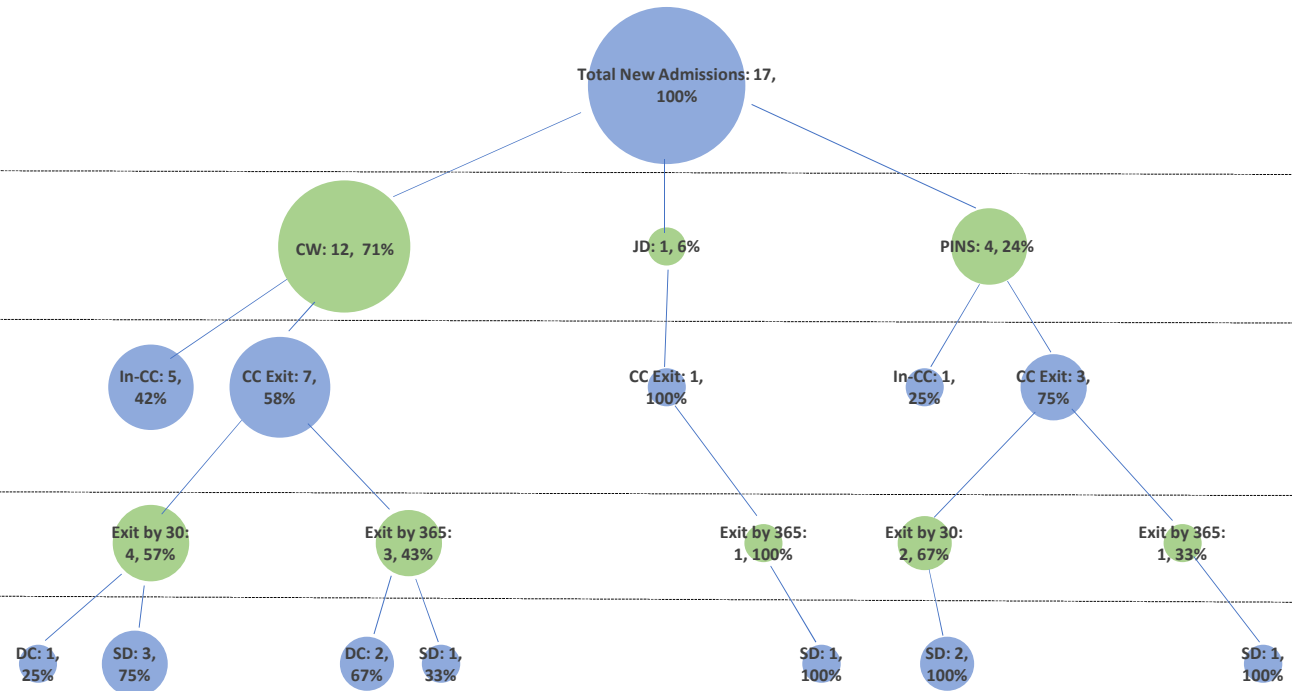 Total New Admissions: 17,
100%
CW: 12, 71%
JD: 1, 6%
PINS: 4, 24%
In-CC: 5,
42%
CC Exit: 7,
58%
CC Exit: 1,
100%
In-CC: 1,
25%
CC Exit: 3,
75%
Exit by 30:
4, 57%
Exit by 365:
3, 43%
Exit by 365:
1, 100%
Exit by 30:
2, 67%
Exit by 365:
1, 33%
DC: 1,
25%
SD: 3,
75%
DC: 2,
67%
SD: 1,
33%
SD: 1,
100%
SD: 2,
100%
SD: 1,
100%